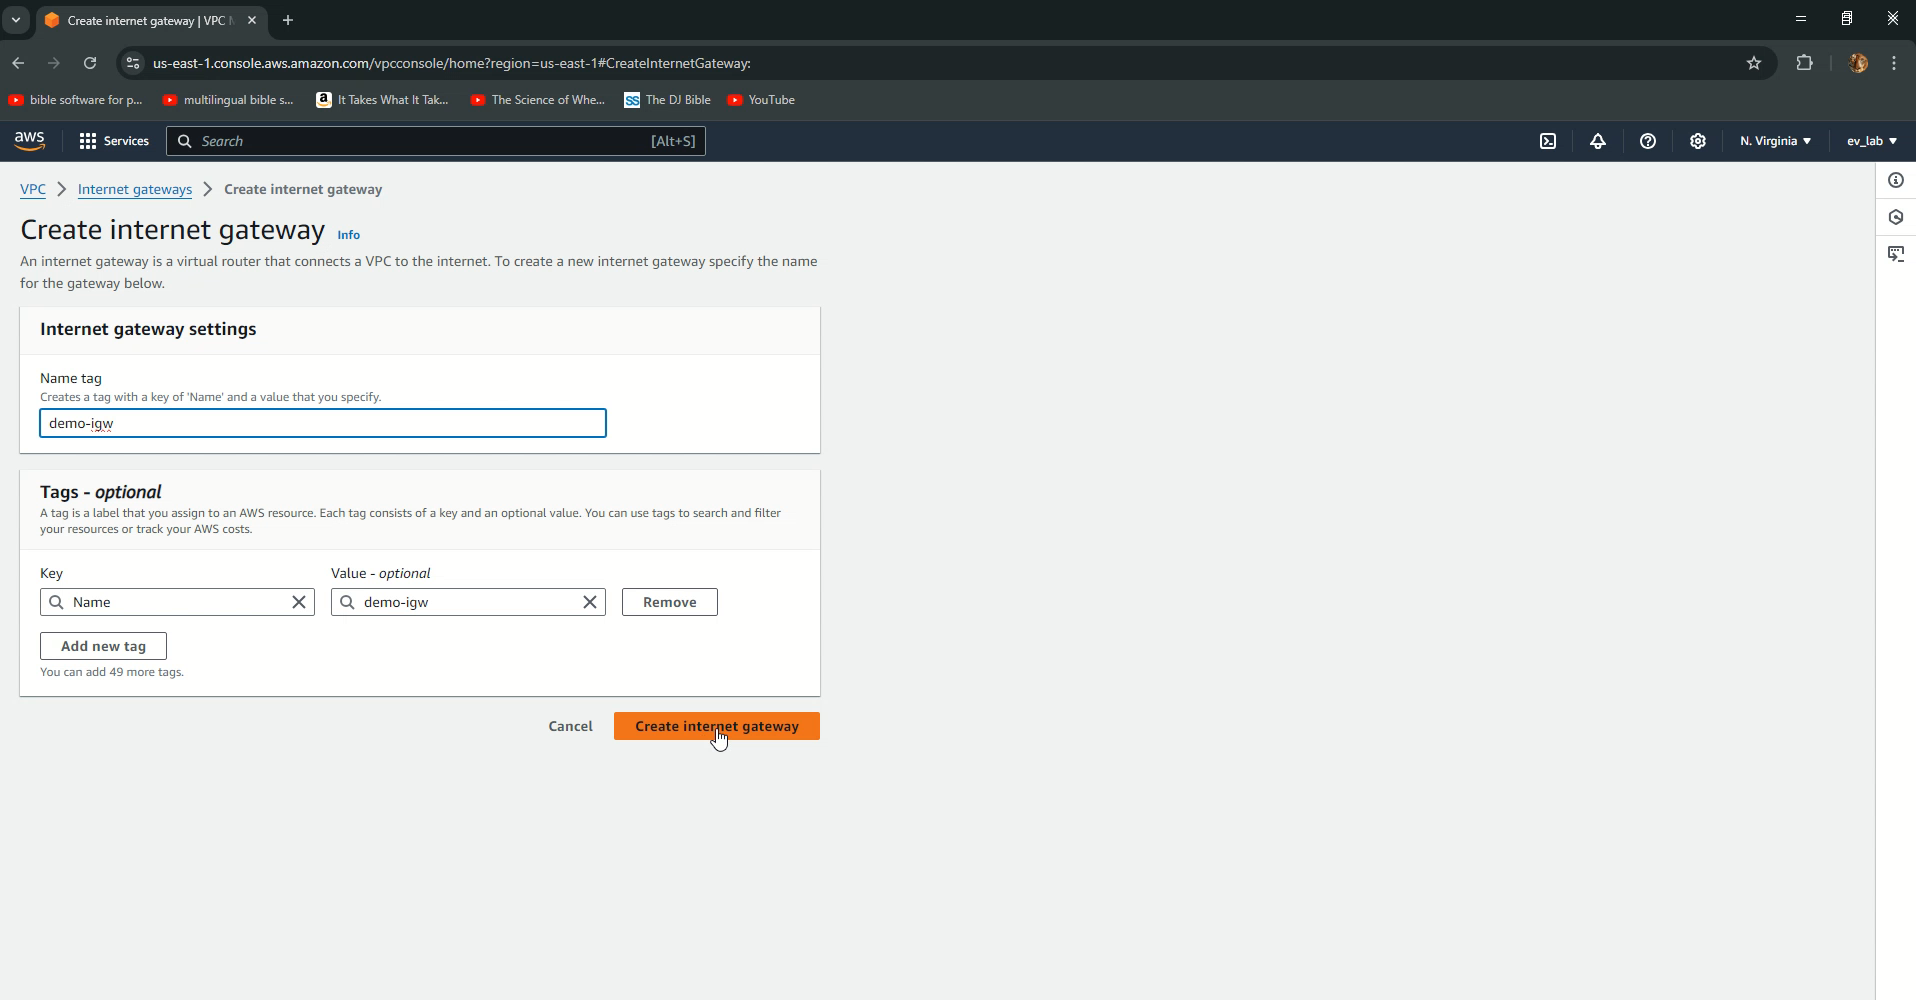 Create internet gateway | VPC M
us-east-1.console.aws.amazon.com/vpcconsole/home?region=us-east-1#CreateInternetGateway:
bible software for p... multilingual bible s... a It Takes What It Tak... The Science of Whe... SS The DJ Bible YouTube
aws Services Search [Alt+S] N. Virginia ev_lab
VPC Internet gateways Create internet gateway
Create internet gateway Info
An internet gateway is a virtual router that connects a VPC to the internet. To create a new internet gateway specify the name
for the gateway below.
Internet gateway settings
Name tag
Creates a tag with a key of 'Name' and a value that you specify.
demo-igw
Tags - optional
A tag is a label that you assign to an AWS resource. Each tag consists of a key and an optional value. You can use tags to search and filter
your resources or track your AWS costs.
Key Value - optional
Name demo-igw Remove
Add new tag
You can add 49 more tags.
Cancel Create internet gateway